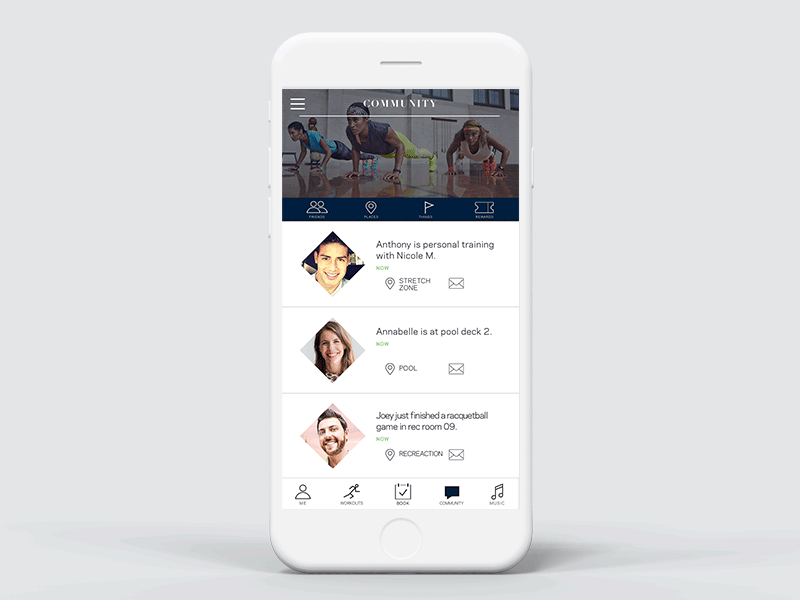 COMMUNITY
FRIENDS
PLACES
THINGS
REWARDS
Anthony is personal training
with Nicole M.
NOW
STRETCH
ZONE
Annabelle is at pool deck 2.
NOW
POOL
Joey just finished a racquetball
game in rec room 09.
NOW
RECREACTION
ME
WORKOUTS
BOOK
COMMUNITY
MUSIC